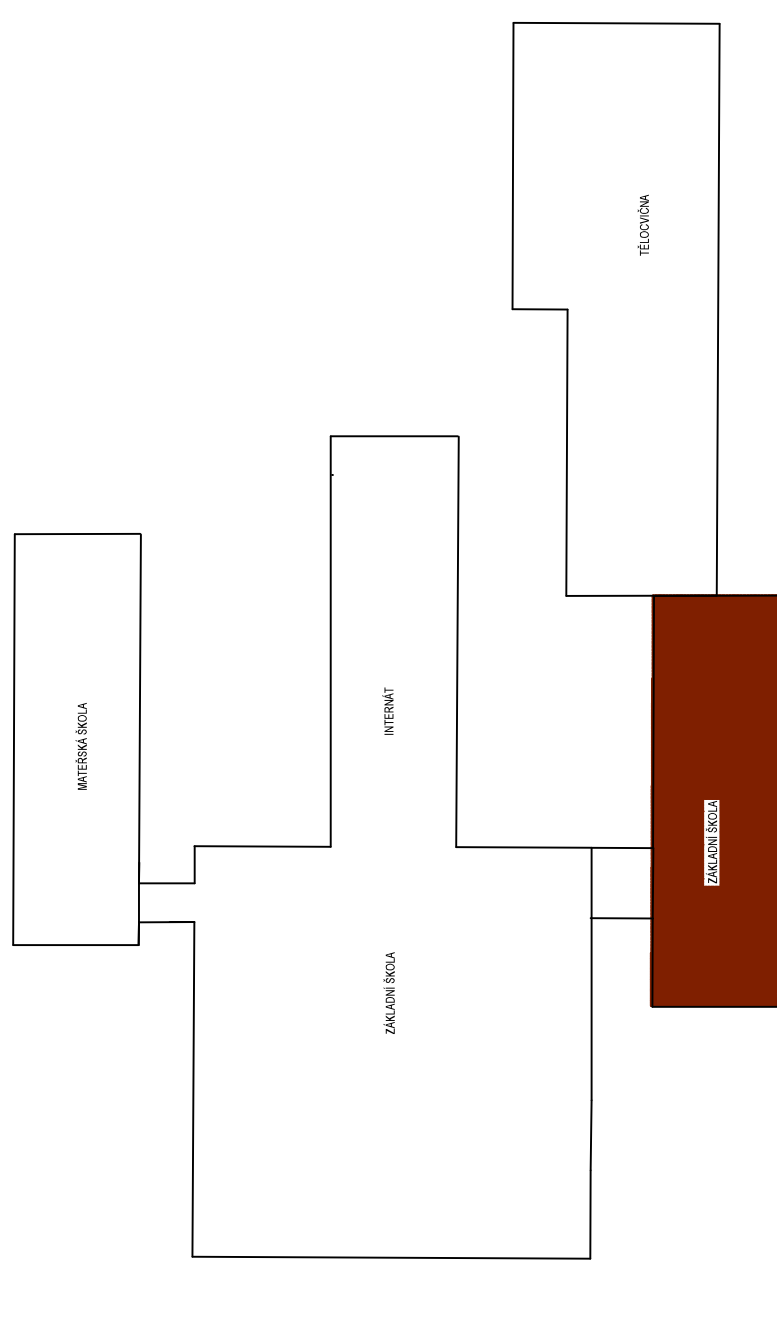 TĚLOCVIČNA
MATEŘSKÁ ŠKOLA
INTERNÁT
ZÁKLADNÍ ŠKOLA
ZÁKLADNÍ ŠKOLA